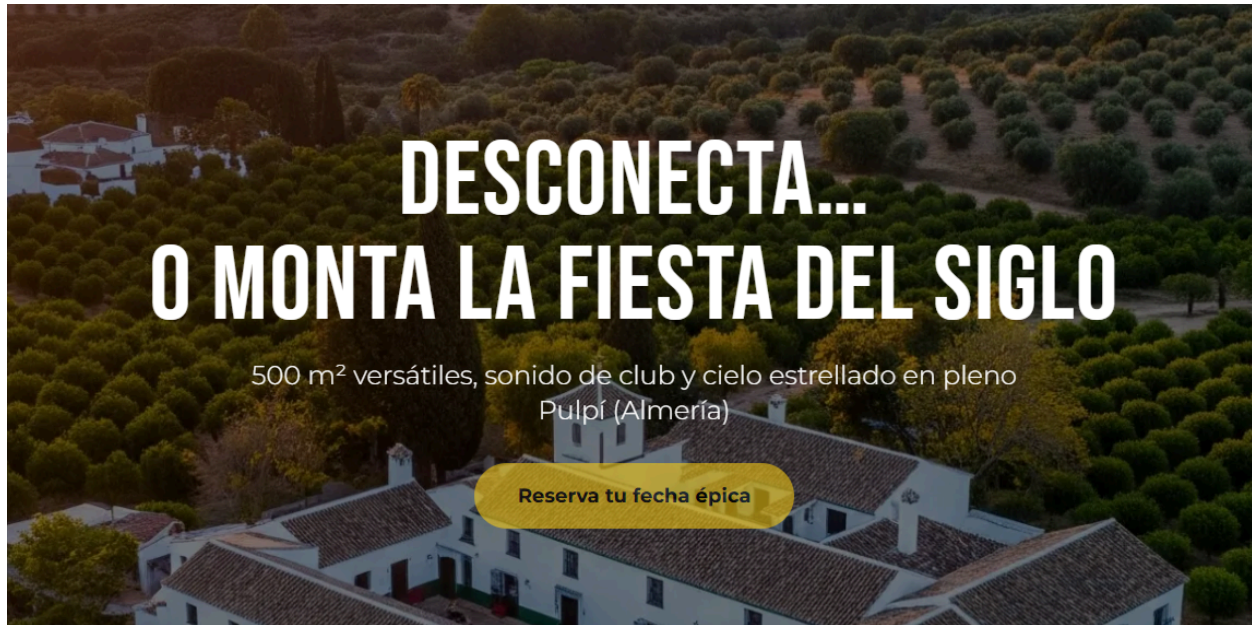 DESCONECTA...
O MONTA LA FIESTA DEL SIGLO
500 m² versátiles, sonido de club y cielo estrellado en pleno
Pulpí (Almería)
Reserva tu fecha épica